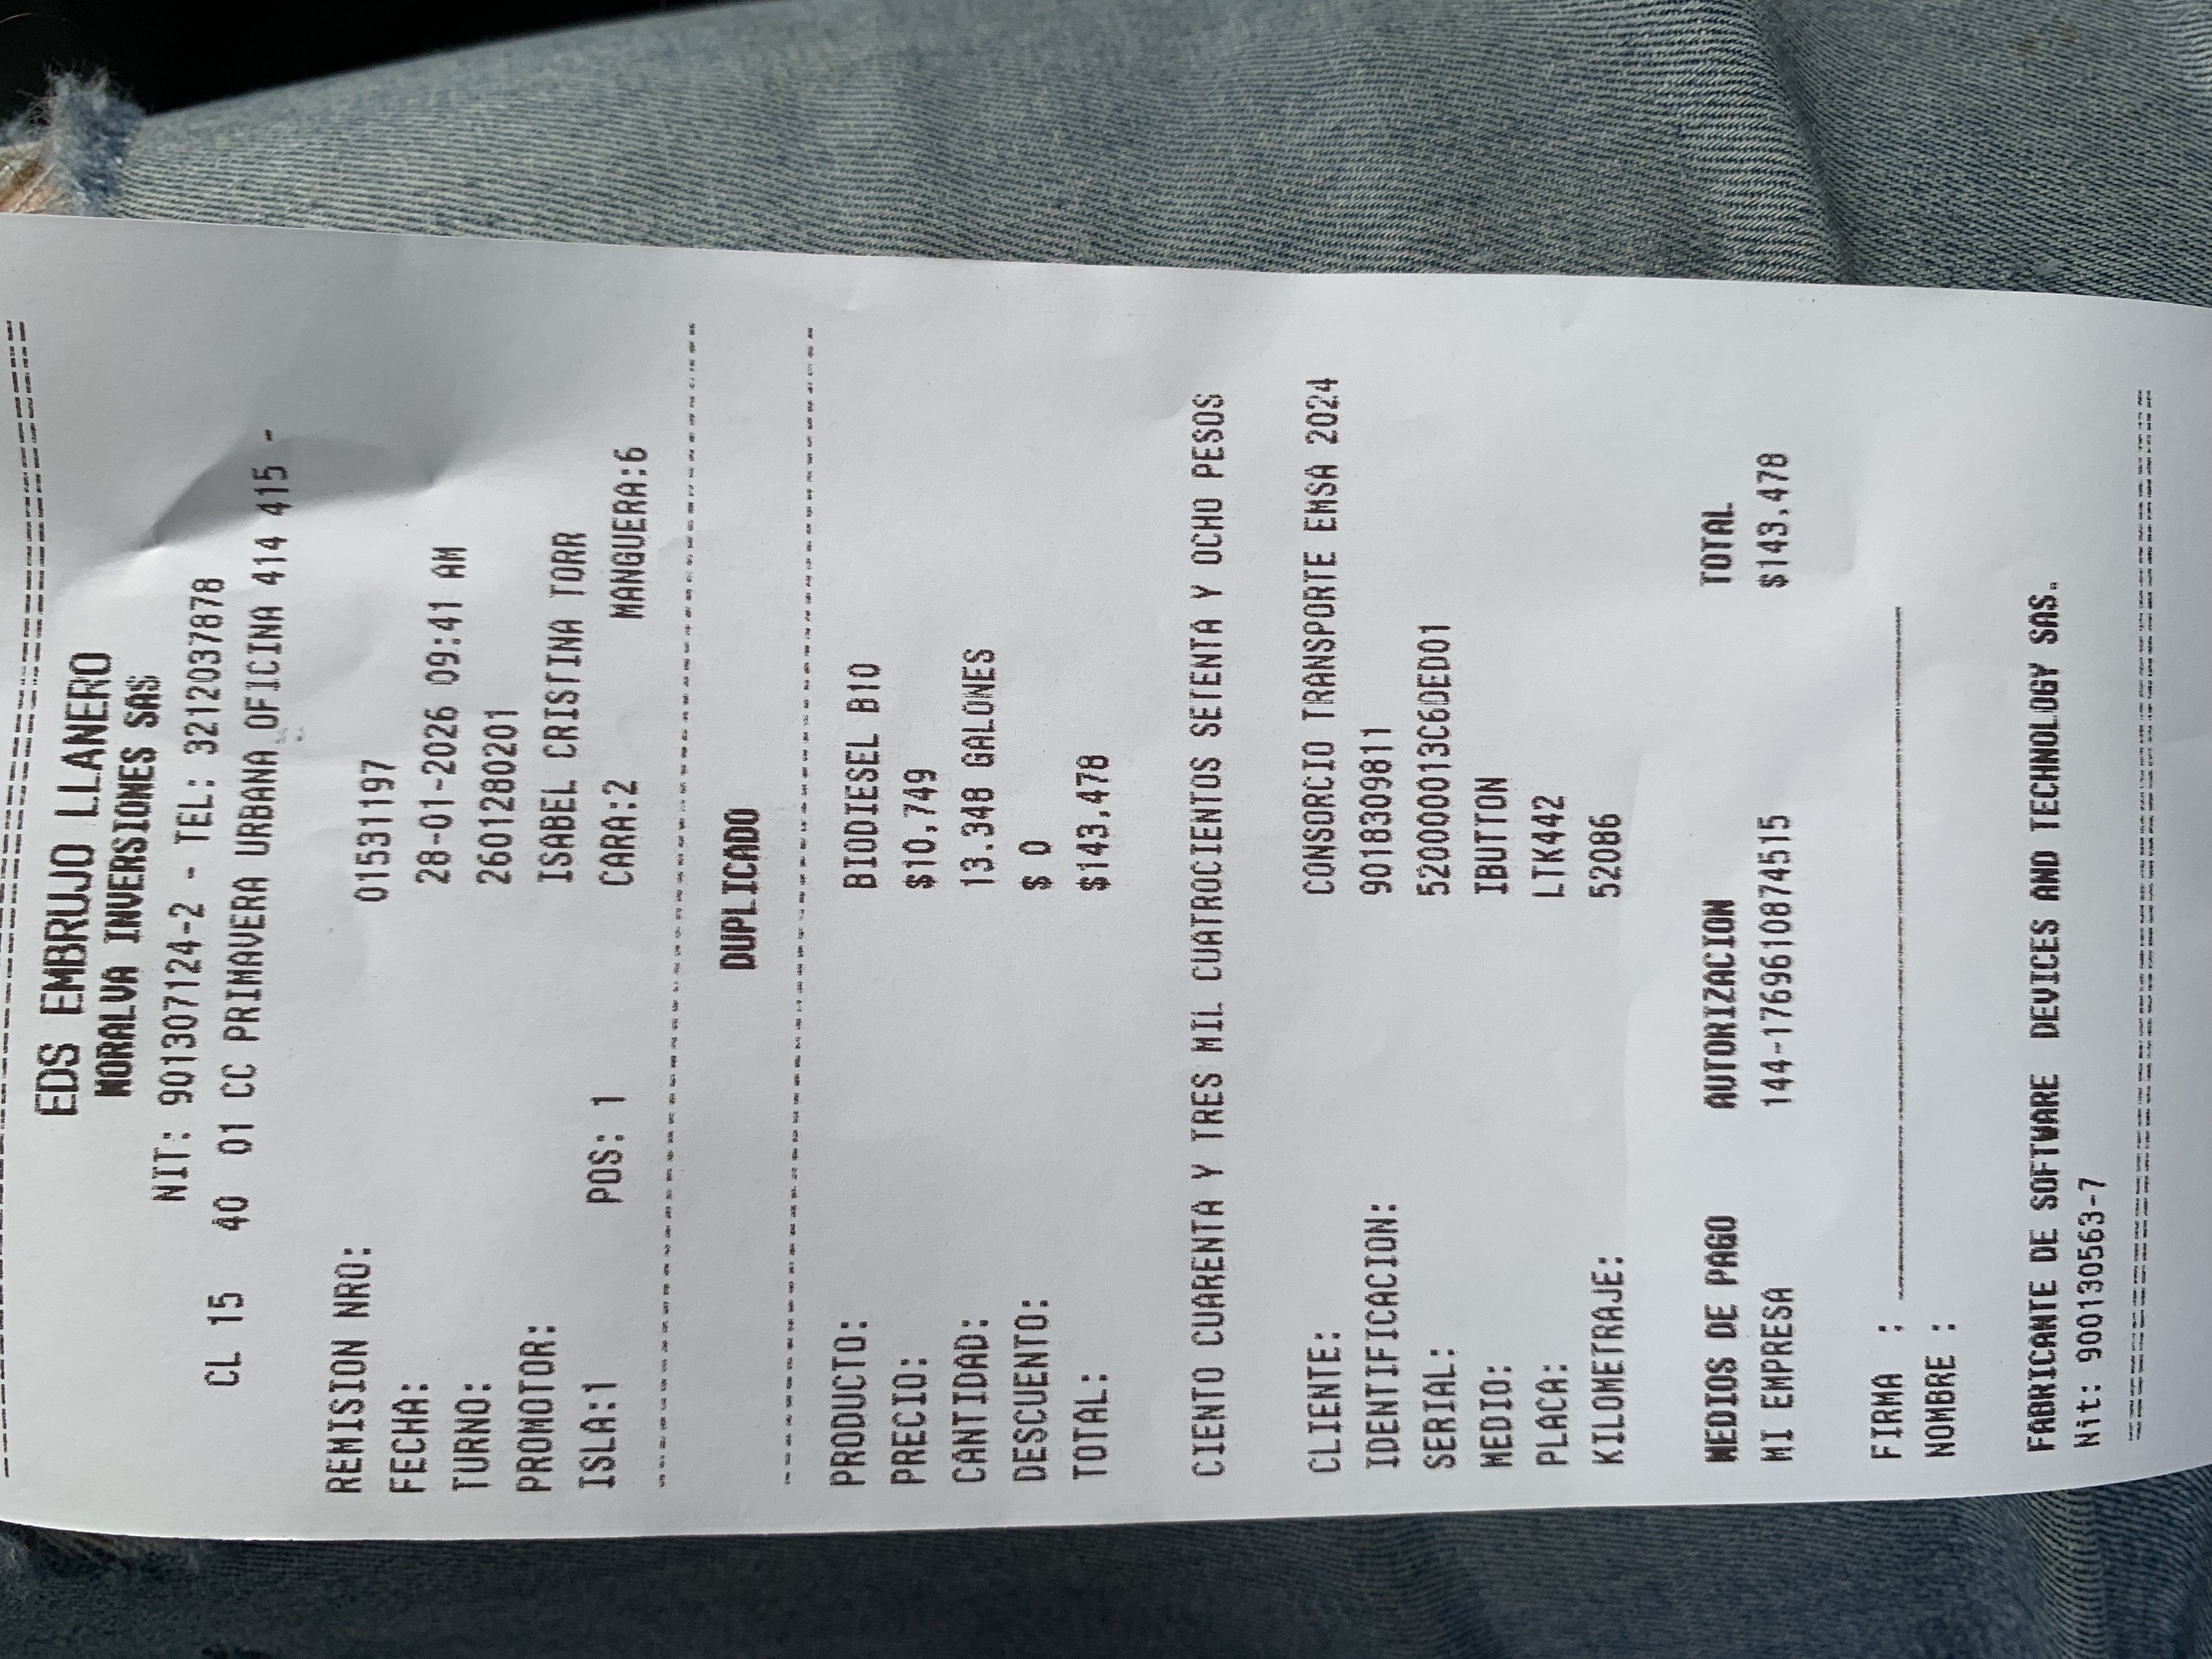 EDS EMBRUJO LLANERO
NORALVA INVERSIONES SAS
NIT: 901307124-2 - TEL: 3212037878
CL 15 40 01 CC PRIMAVERA URBANA OFICINA 414 415 -
REMISION NRO: 01531197
FECHA: 28-01-2026 09:41 AM
TURNO: 2601280201
PROMOTOR: ISABEL CRISTINA TORR
ISLA:1 POS: 1 CARA:2 MANGUERA:6
DUPLICADO
PRODUCTO: BIODIESEL B10
PRECIO: $10,749
CANTIDAD: 13.348 GALONES
DESCUENTO: $ 0
TOTAL: $143,478
CIENTO CUARENTA Y TRES MIL CUATROCIENTOS SETENTA Y OCHO PESOS
CLIENTE: CONSORCIO TRANSPORTE EMSA 2024
IDENTIFICACION: 9018309811
SERIAL: 520000013C6DED01
MEDIO: IBUTTON
PLACA: LTK442
KILOMETRAJE: 52086
MEDIOS DE PAGO AUTORIZACION TOTAL
MI EMPRESA 144-1769610874515 $143,478
FIRMA :
NOMBRE :
FABRICANTE DE SOFTWARE DEVICES AND TECHNOLOGY SAS.
Nit: 900130563-7